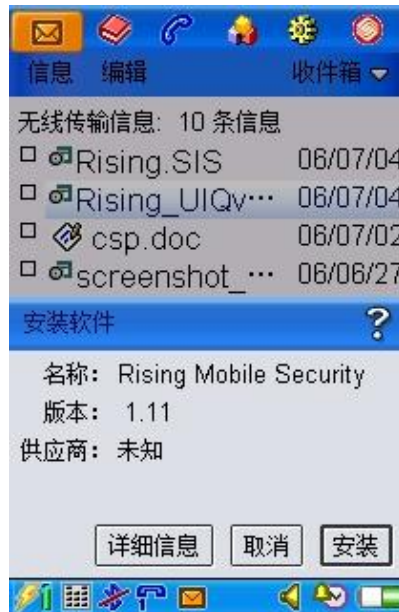 信息 编辑 收件箱
无线传输信息: 10 条信息
Rising.SIS 06/07/04
Rising_UIQv… 06/07/04
csp.doc 06/07/02
screenshot_… 06/06/27
安装软件 ?
名称: Rising Mobile Security
版本: 1.11
供应商: 未知
详细信息 取消 安装